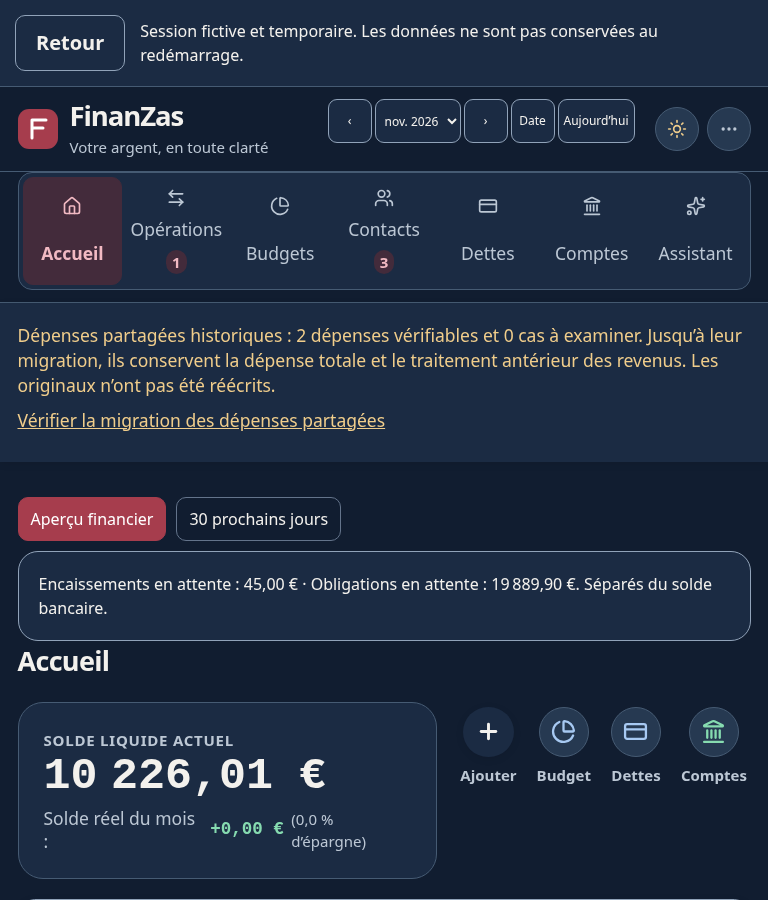 Retour
Session fictive et temporaire. Les données ne sont pas conservées au
redémarrage.
FinanZas
Votre argent, en toute clarté
‹
nov. 2026
›
Date
Aujourd’hui
Accueil
Opérations
1
Budgets
Contacts
3
Dettes
Comptes
Assistant
Dépenses partagées historiques : 2 dépenses vérifiables et 0 cas à examiner. Jusqu’à leur
migration, ils conservent la dépense totale et le traitement antérieur des revenus. Les
originaux n’ont pas été réécrits.
Vérifier la migration des dépenses partagées
Aperçu financier
30 prochains jours
Encaissements en attente : 45,00 € · Obligations en attente : 19 889,90 €. Séparés du solde
bancaire.
Accueil
SOLDE LIQUIDE ACTUEL
10 226,01 €
Solde réel du mois
:
+0,00 €
(0,0 %
d’épargne)
Ajouter
Budget
Dettes
Comptes